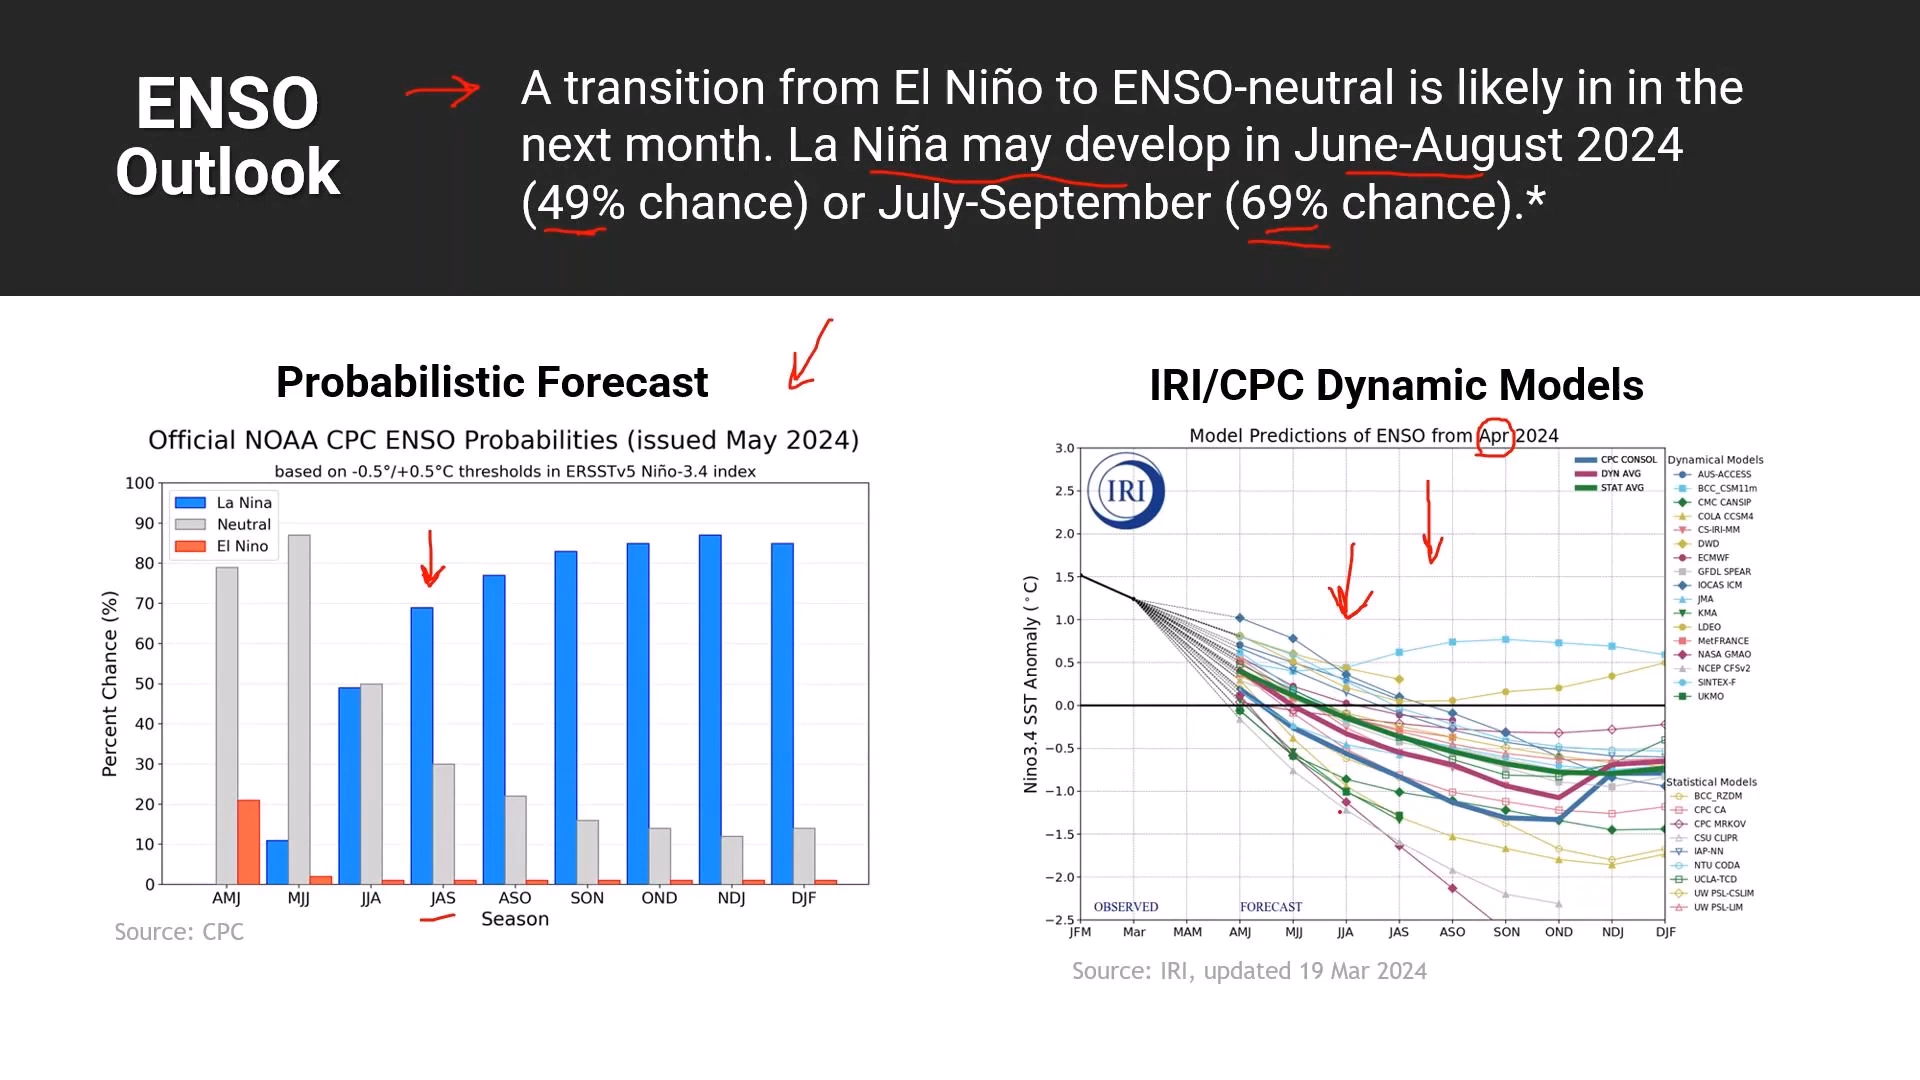 ENSO
Outlook
A transition from El Niño to ENSO-neutral is likely in in the
next month. La Niña may develop in June-August 2024
(49% chance) or July-September (69% chance).*
Probabilistic Forecast
Official NOAA CPC ENSO Probabilities (issued May 2024)
based on -0.5°/+0.5°C thresholds in ERSSTv5 Niño-3.4 index
La Nina
Neutral
El Nino
Percent Chance (%)
100
90
80
70
60
50
40
30
20
10
0
AMJ MJJ JJA JAS ASO SON OND NDJ DJF
Season
Source: CPC
IRI/CPC Dynamic Models
Model Predictions of ENSO from Apr 2024
IRI
CPC CONSOL
DYN AVG
STAT AVG
Nino3.4 SST Anomaly (°C)
3.0
2.5
2.0
1.5
1.0
0.5
0.0
−0.5
−1.0
−1.5
−2.0
−2.5
OBSERVED FORECAST
JFM Mar MAM AMJ MJJ JJA JAS ASO SON OND NDJ DJF
Dynamical Models
AUS-ACCESS
BCC_CSM11m
CMC CANSIP
COLA CCSM4
CS-IRI-MM
DWD
ECMWF
GFDL SPEAR
IOCAS ICM
JMA
KMA
LDEO
MetFRANCE
NASA GMAO
NCEP CFSv2
SINTEX-F
UKMO
Statistical Models
BCC_RZDM
CPC CA
CPC MRKOV
CSU CLIPR
IAP-NN
NTU CODA
UCLA-TCD
UW PSL-CSLIM
UW PSL-LIM
Source: IRI, updated 19 Mar 2024